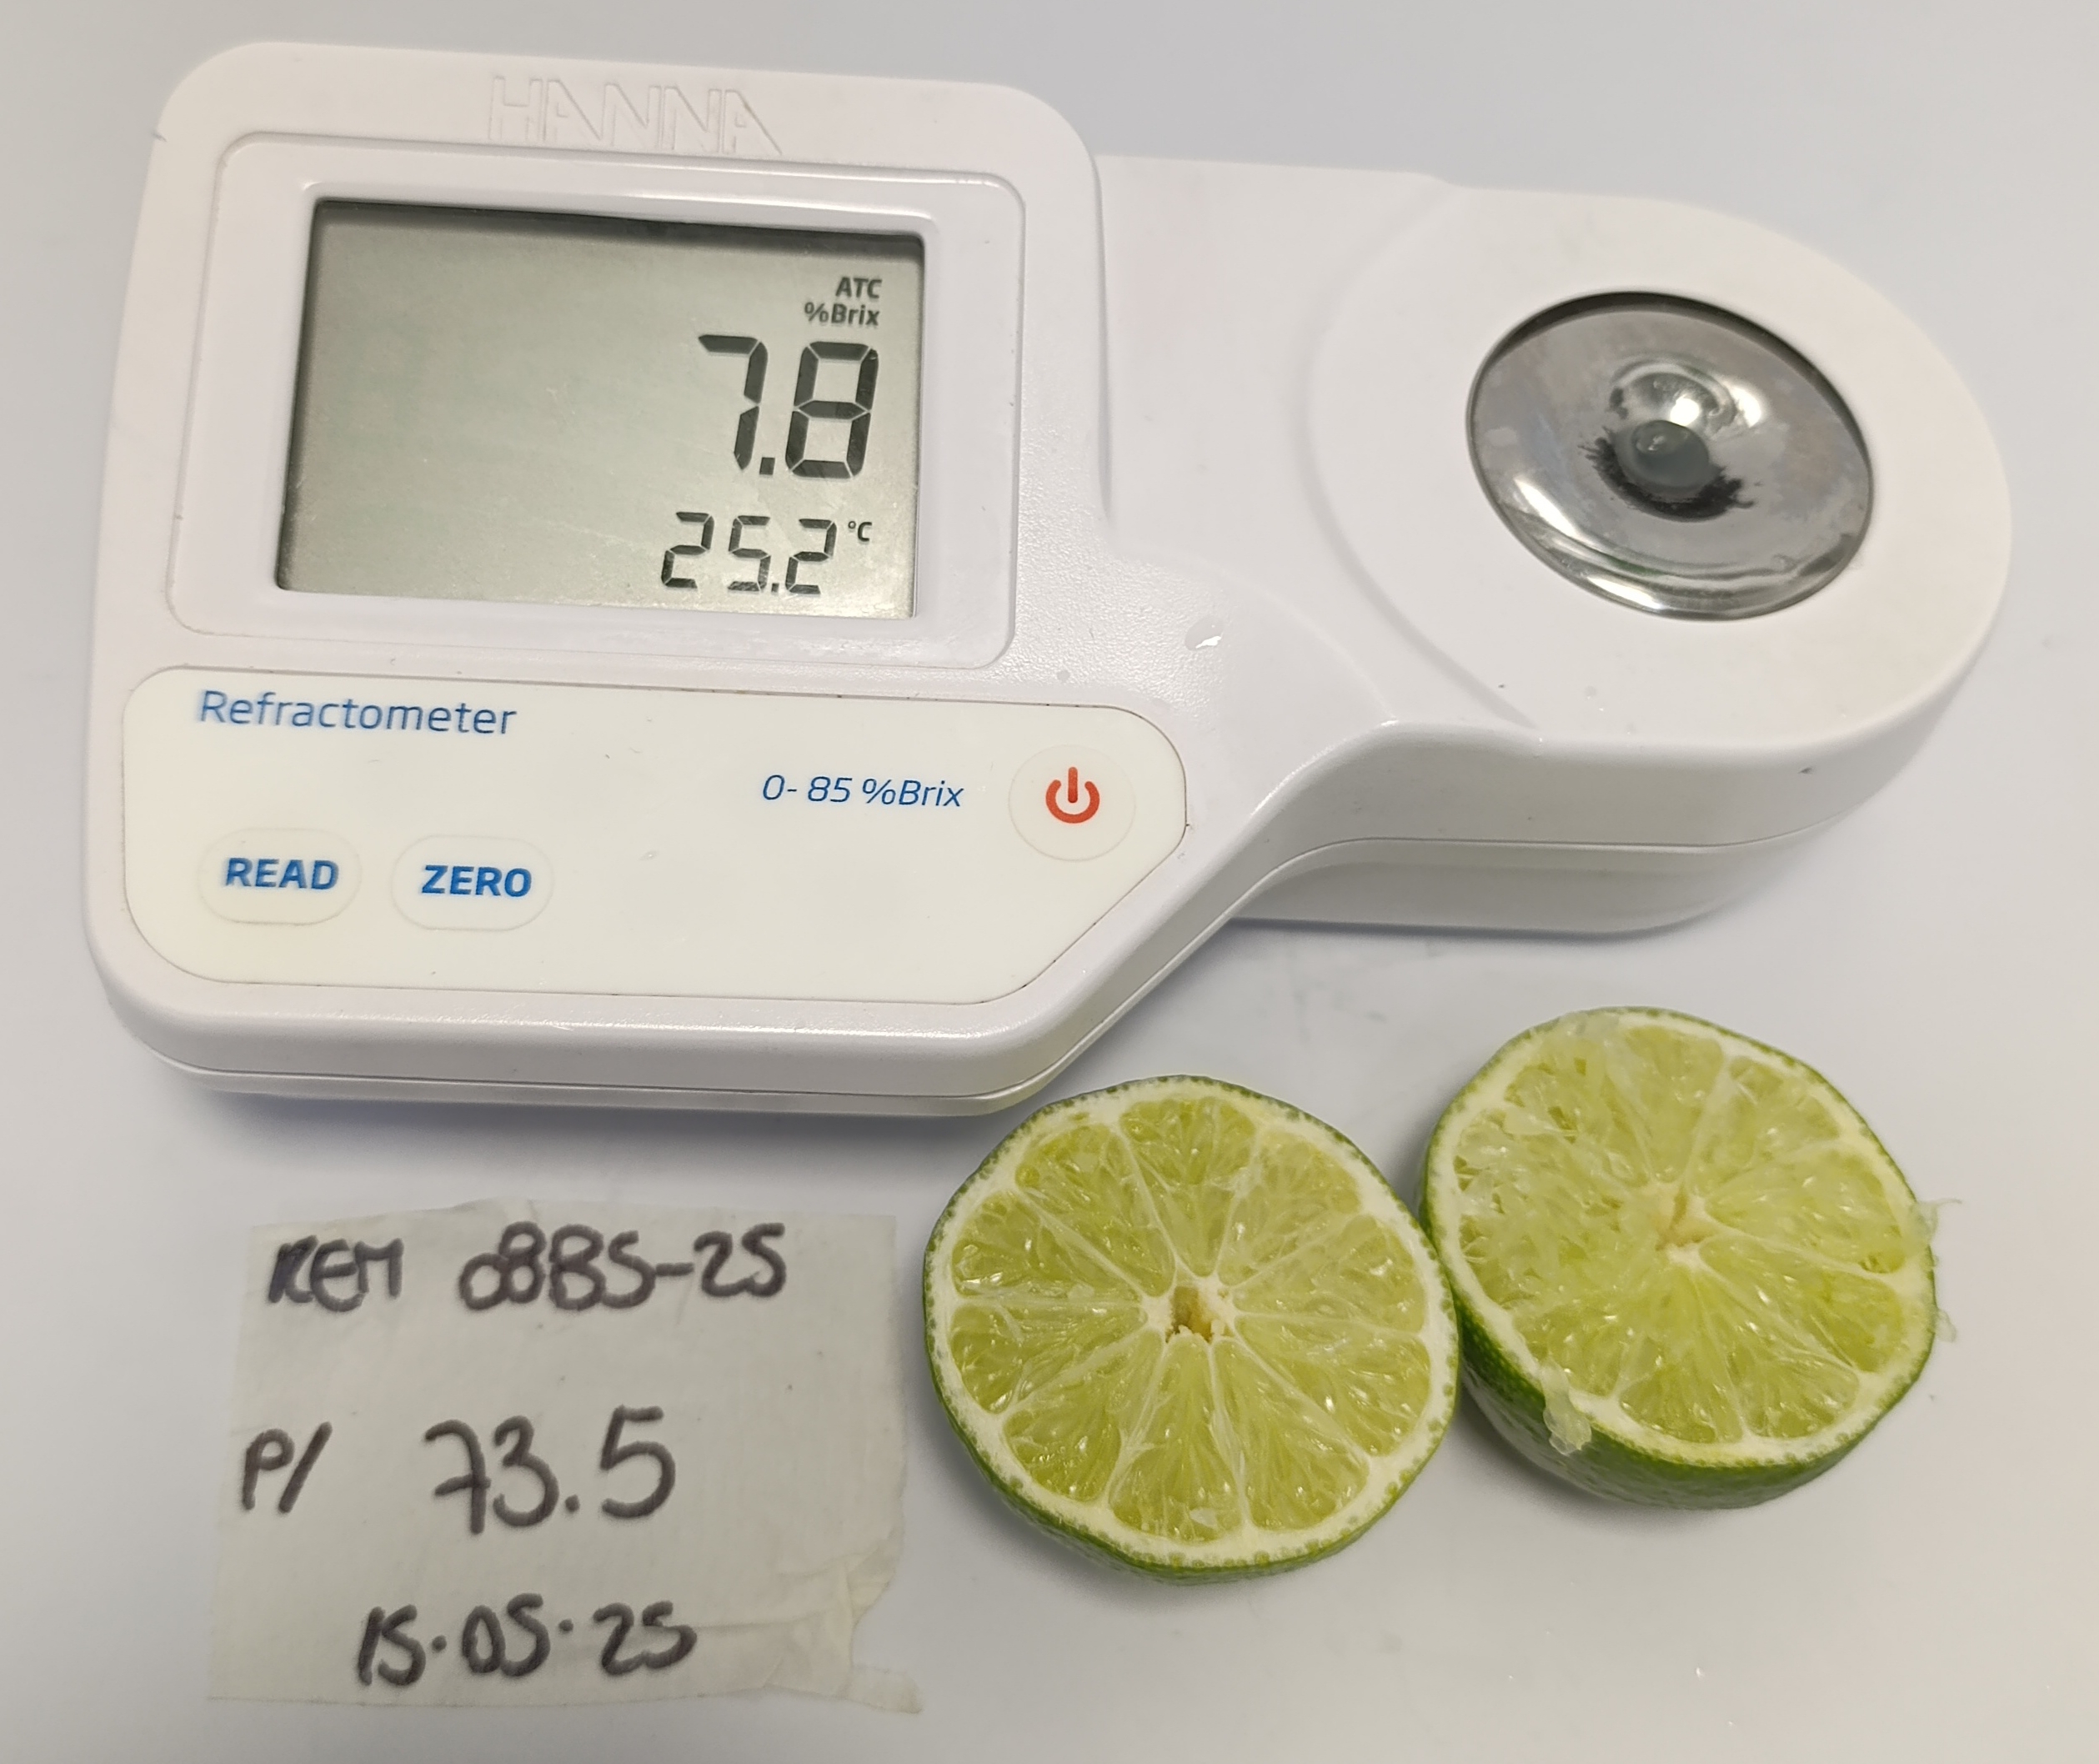 HANNA
ATC
%Brix
7.8
25.2 °C
Refractometer
0-85 %Brix
READ ZERO
REM 0885-25
P/ 73.5
15.05.25